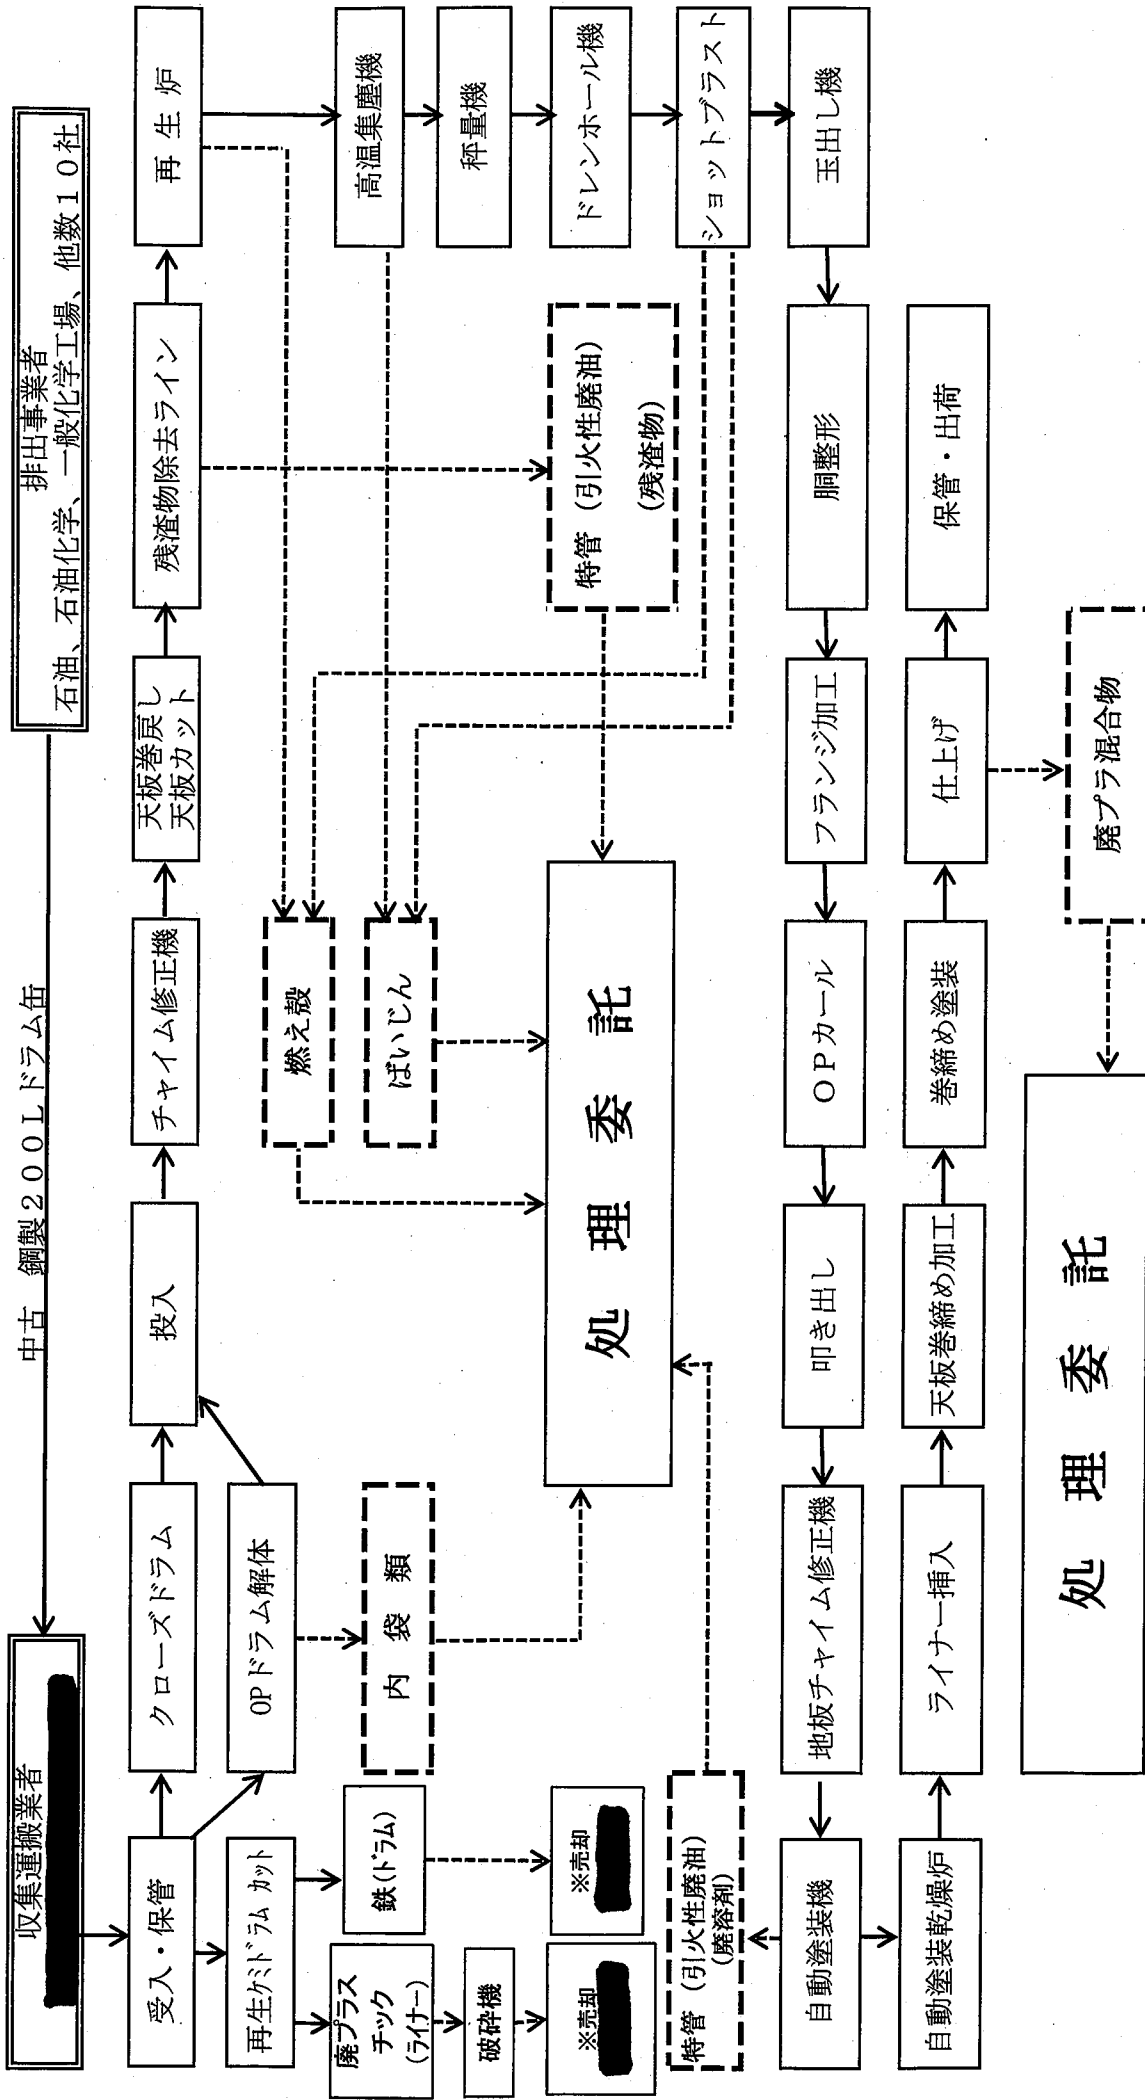 排出事業者
石油、石油化学、一般化学工場、他数１０社
中古　鋼製２００Ｌドラム缶
収集運搬業者
受入・保管
クローズドラム
投入
チャイム修正機
天板巻戻し
天板カット
残渣物除去ライン
再 生 炉
OPドラム解体
再生ケミドラム カット
鉄(ドラム)
廃プラス
チック
(ライナー)
破砕機
※売却
※売却
内 袋 類
燃え殻
ばいじん
高温集塵機
秤量機
ドレンホール機
ショットブラスト
玉出し機
特管（引火性廃油）
(残渣物)
処 理 委 託
特管（引火性廃油）
(廃溶剤)
胴整形
フランジ加工
ＯＰカール
叩き出し
地板チャイム修正機
自動塗装機
自動塗装乾燥炉
ライナー挿入
天板巻締め加工
巻締め塗装
仕上げ
保管・出荷
廃プラ混合物
処 理 委 託